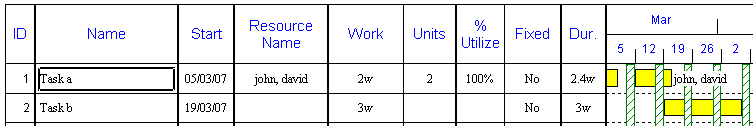 ID Name Start Resource Name Work Units % Utilize Fixed Dur. Mar
5 12 19 26 2
1 Task a 05/03/07 john, david 2w 2 100% No 2.4w john, david
2 Task b 19/03/07 3w No 3w